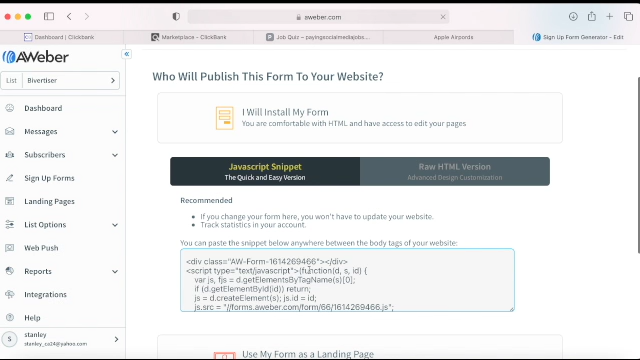 aweber.com
Dashboard | Clickbank
Marketplace - ClickBank
Job Quiz - payingsocialmediajobs...
Apple Airpords
Sign Up Form Generator - Edit
AWeber
List
Bivertiser
Dashboard
Messages
Subscribers
Sign Up Forms
Landing Pages
List Options
Web Push
Reports
Integrations
Help
stanley
stanley_ca24@yahoo.com
Who Will Publish This Form To Your Website?
I Will Install My Form
You are comfortable with HTML and have access to edit your pages
Javascript Snippet
The Quick and Easy Version
Raw HTML Version
Advanced Design Customization
Recommended
If you change your form here, you won't have to update your website.
Track statistics in your account.
You can paste the snippet below anywhere between the body tags of your website:
<div class="AW-Form-1614269466"></div>
<script type="text/javascript">(function(d, s, id) {
var js, fjs = d.getElementsByTagName(s)[0];
if (d.getElementById(id)) return;
js = d.createElement(s); js.id = id;
js.src = "//forms.aweber.com/form/66/1614269466.js";
Use My Form as a Landing Page